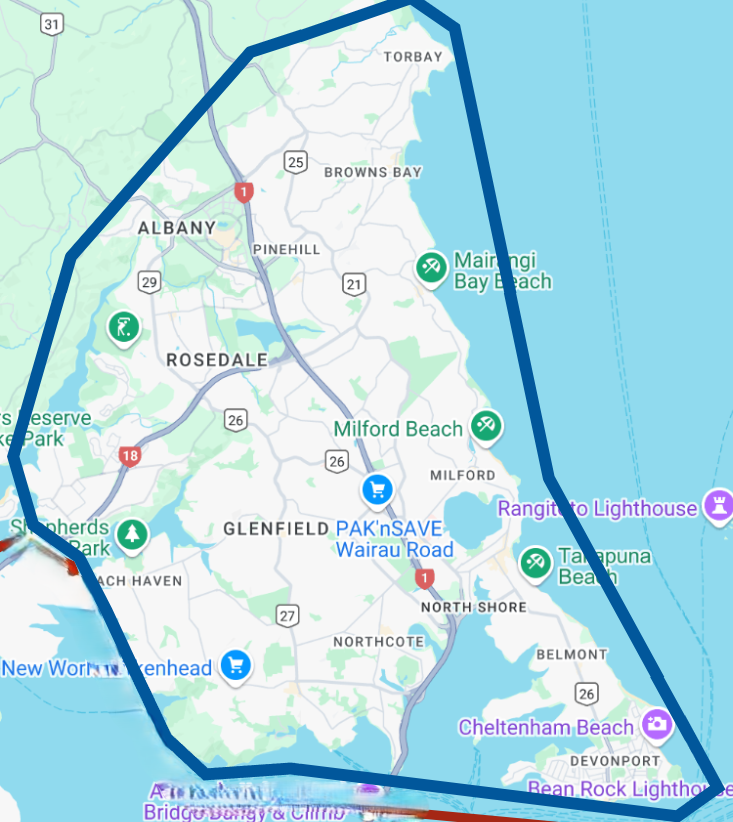 31
TORBAY
25
BROWNS BAY
1
ALBANY
PINEHILL
Mairangi
Bay Beach
29
21
ROSEDALE
rs Reserve
ke Park
26
Milford Beach
18
26
MILFORD
Rangitoto Lighthouse
Shepherds
Park
GLENFIELD
PAK'nSAVE
Wairau Road
Takapuna
Beach
ACH HAVEN
1
NORTH SHORE
27
NORTHCOTE
New World
kenhead
BELMONT
26
Cheltenham Beach
DEVONPORT
Bean Rock Lighthouse
Bridge Bungy & Climb